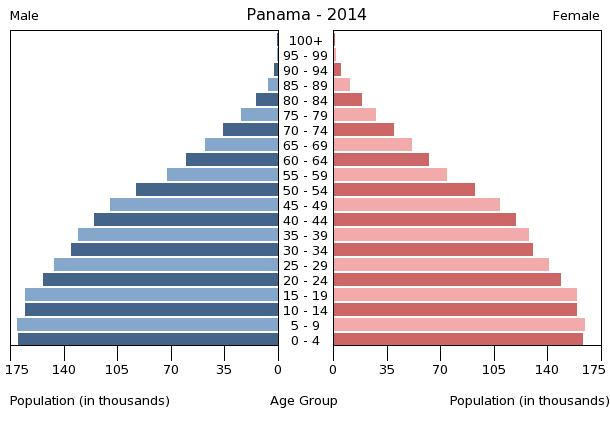 Male Panama - 2014 Female
100+
95 - 99
90 - 94
85 - 89
80 - 84
75 - 79
70 - 74
65 - 69
60 - 64
55 - 59
50 - 54
45 - 49
40 - 44
35 - 39
30 - 34
25 - 29
20 - 24
15 - 19
10 - 14
5 - 9
0 - 4
175 140 105 70 35 0 0 35 70 105 140 175
Population (in thousands) Age Group Population (in thousands)